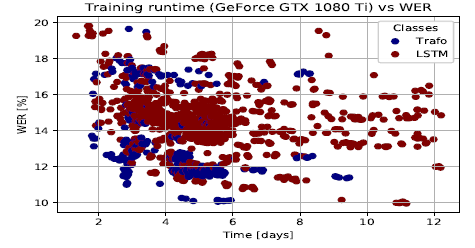 Training runtime (GeForce GTX 1080 Ti) vs WER
Classes
Trafo
LSTM
WER [%]
20
18
16
14
12
10
2 4 6 8 10 12
Time [days]